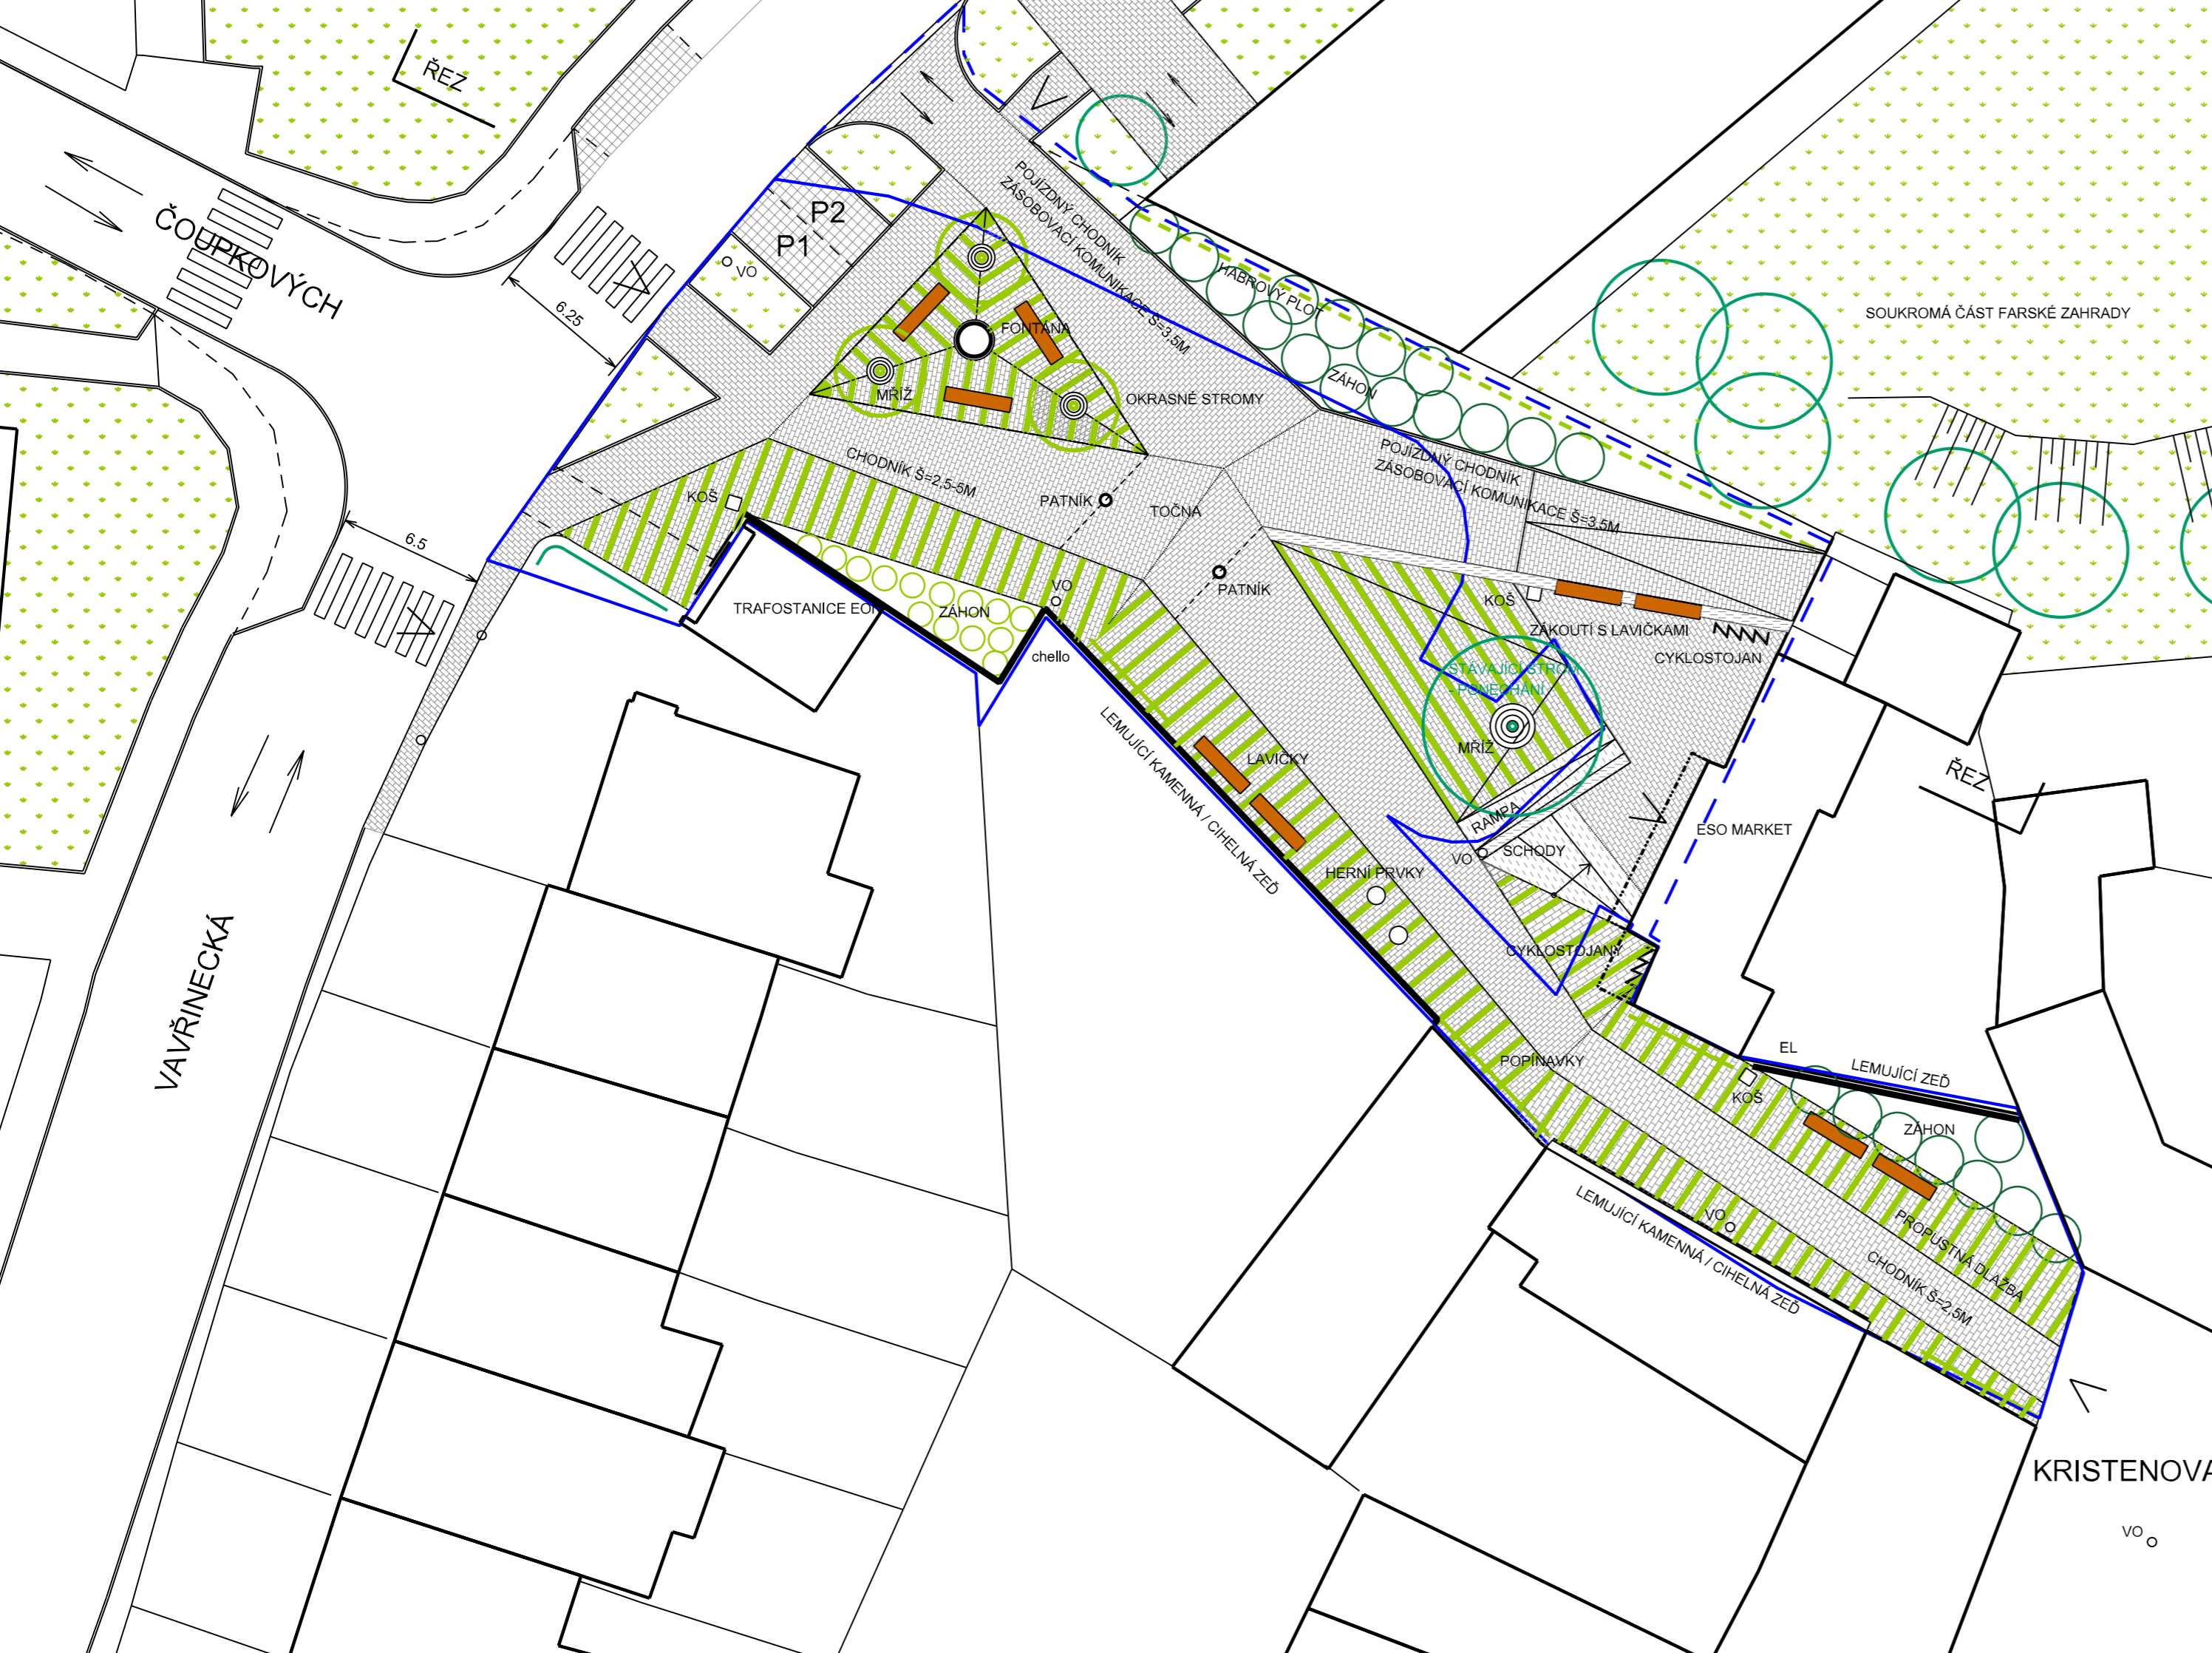 ŘEZ
ČOUPKOVÝCH
6.25
P2
P1
VO
POJÍZDNÝ CHODNÍK
ZÁSOBOVACÍ KOMUNIKACE Š=3,5M
HABROVÝ PLOT
ZÁHON
SOUKROMÁ ČÁST FARSKÉ ZAHRADY
FONTÁNA
MŘÍŽ
OKRASNÉ STROMY
CHODNÍK Š=2,5-5M
KOŠ
PATNÍK
TOČNA
POJÍZDNÝ CHODNÍK
ZÁSOBOVACÍ KOMUNIKACE Š=3,5M
6.5
TRAFOSTANICE EON
ZÁHON
VO
chello
PATNÍK
KOŠ
ZÁKOUTÍ S LAVIČKAMI
CYKLOSTOJAN
STÁVAJÍCÍ STROM
- PONECHÁNÍ
MŘÍŽ
LAVIČKY
LEMUJÍCÍ KAMENNÁ / CIHELNÁ ZEĎ
RAMPA
SCHODY
VO
ESO MARKET
ŘEZ
HERNÍ PRVKY
CYKLOSTOJANY
VAVŘINECKÁ
POPÍNAVKY
EL
LEMUJÍCÍ ZEĎ
KOŠ
ZÁHON
VO
LEMUJÍCÍ KAMENNÁ / CIHELNÁ ZEĎ
PROPUSTNÁ DLAŽBA
CHODNÍK Š=2,5M
KRISTENOVA
VO